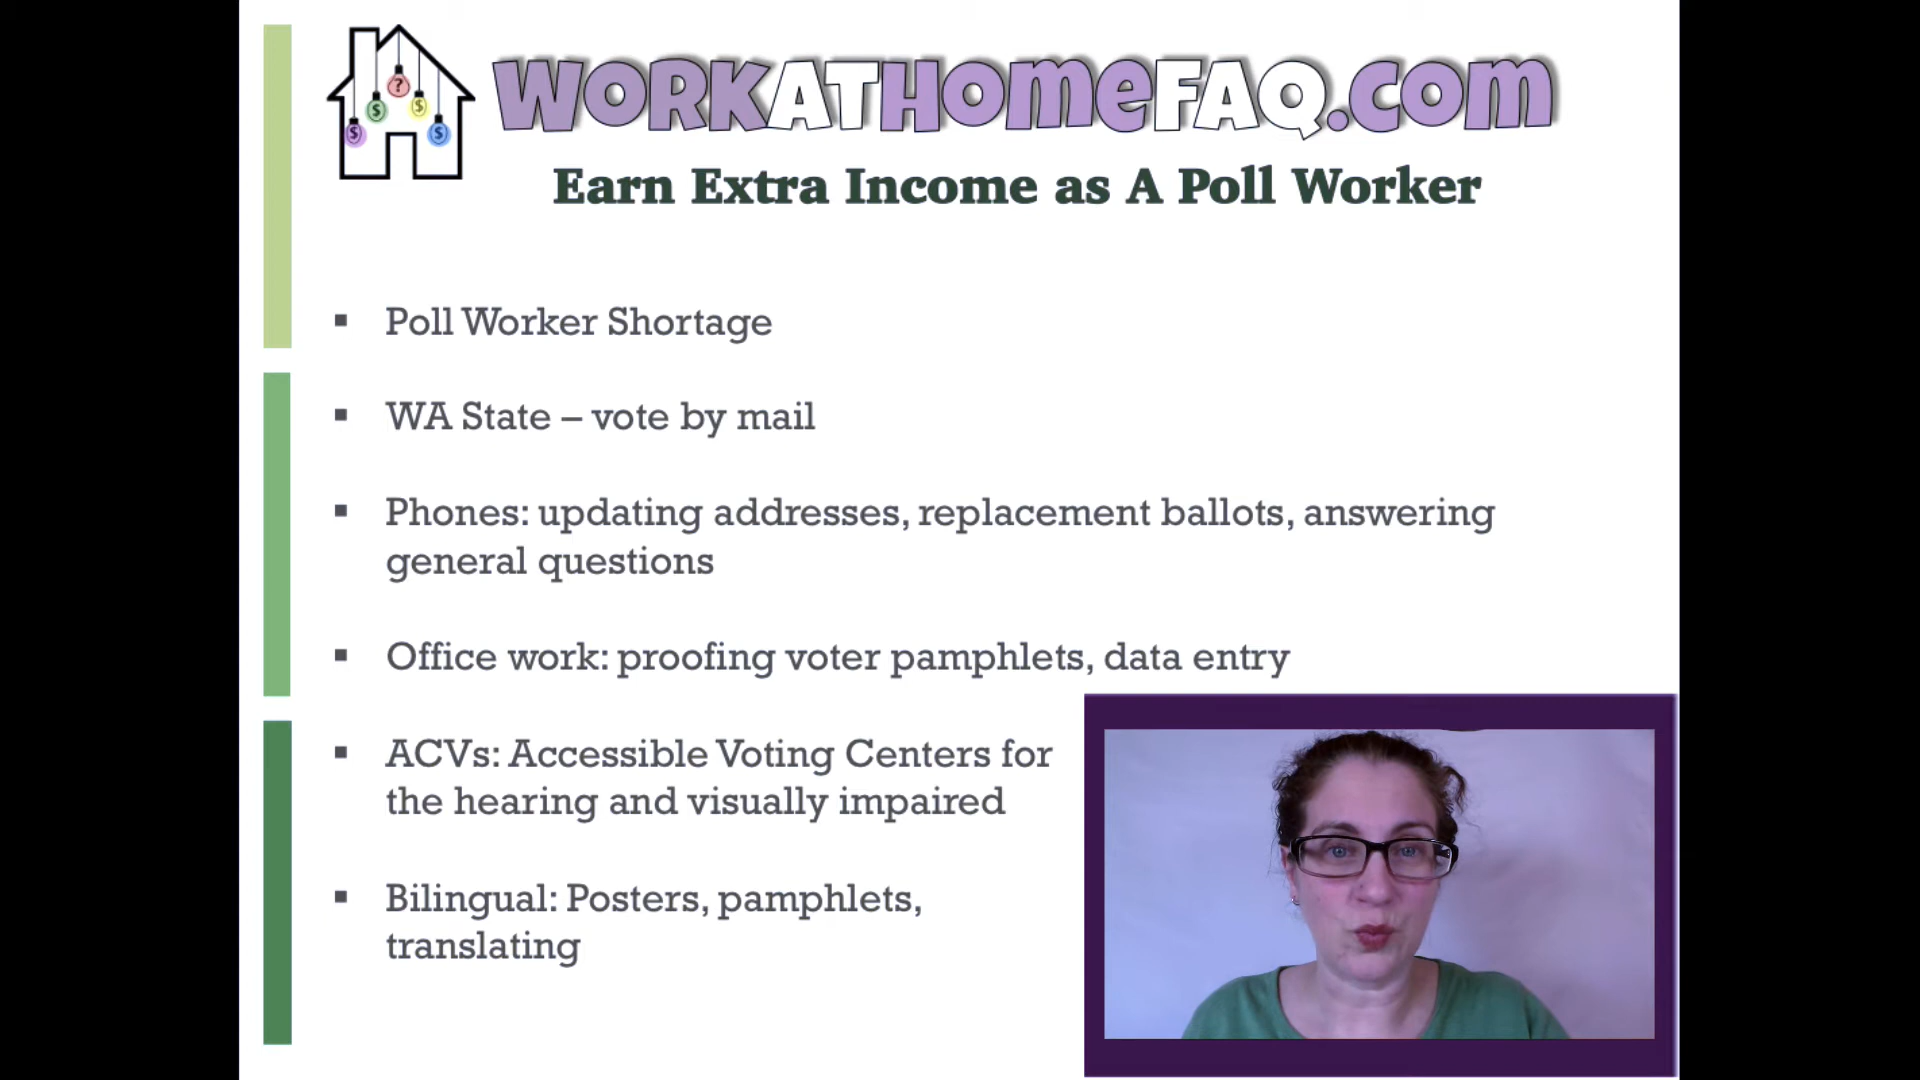 WORKATHOMEFAQ.com
Earn Extra Income as A Poll Worker
▪ Poll Worker Shortage
▪ WA State – vote by mail
▪ Phones: updating addresses, replacement ballots, answering
general questions
▪ Office work: proofing voter pamphlets, data entry
▪ ACVs: Accessible Voting Centers for
the hearing and visually impaired
▪ Bilingual: Posters, pamphlets,
translating